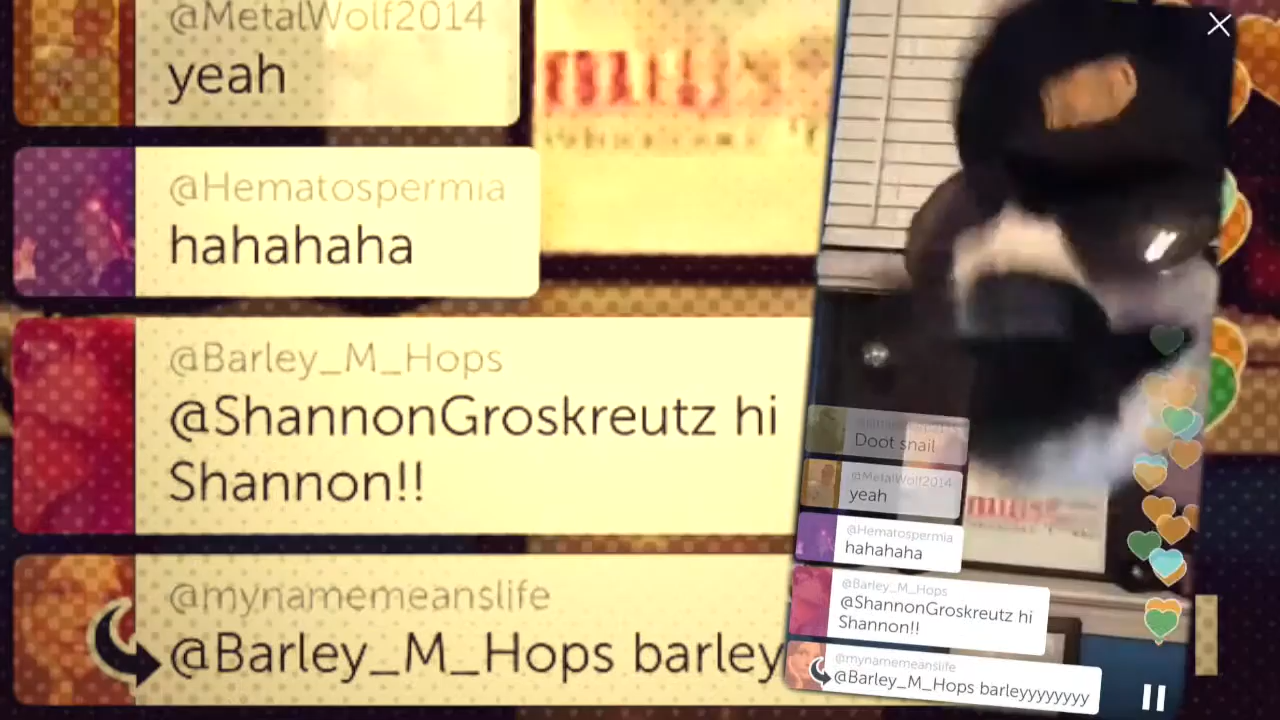 @MetalWolf2014
yeah
@Hematospermia
hahahaha
@Barley_M_Hops
@ShannonGroskreutz hi
Shannon!!
@mynamemeanslife
@Barley_M_Hops barley
Doot snail
@MetalWolf2014
yeah
@Hematospermia
hahahaha
@Barley_M_Hops
@ShannonGroskreutz hi
Shannon!!
@mynamemeanslife
@Barley_M_Hops barleyyyyyyyy